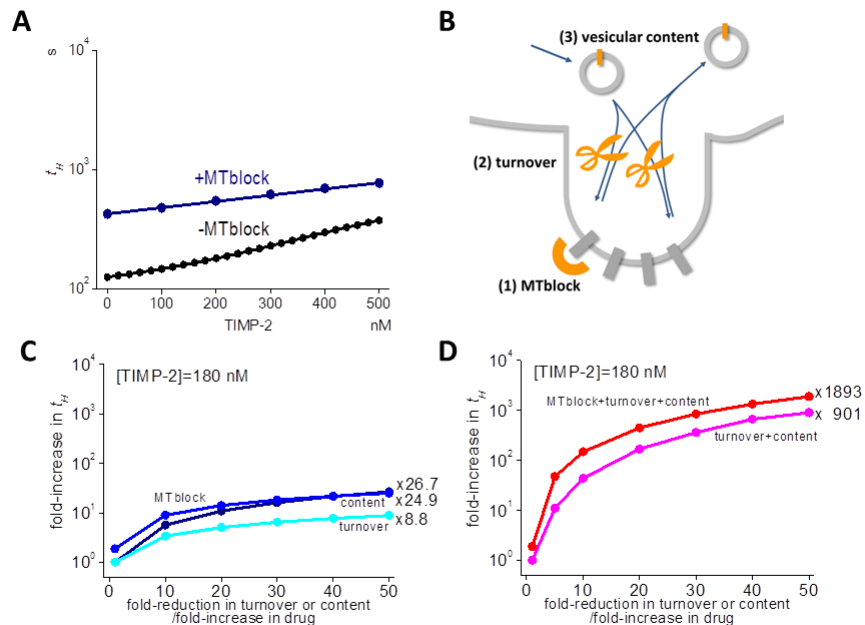 A
s
10⁴
t_H
10³
+MTblock
-MTblock
10²
0 100 200 300 400 500
TIMP-2 nM
B
(3) vesicular content
(2) turnover
(1) MTblock
C
[TIMP-2]=180 nM
fold-increase in t_H
10⁴
10³
10²
10¹
10⁰
MTblock
content
turnover
x26.7
x24.9
x8.8
0 10 20 30 40 50
fold-reduction in turnover or content
/fold-increase in drug
D
[TIMP-2]=180 nM
fold-increase in t_H
10⁴
10³
10²
10¹
10⁰
MTblock+turnover+content
turnover+content
x1893
x 901
0 10 20 30 40 50
fold-reduction in turnover or content
/fold-increase in drug